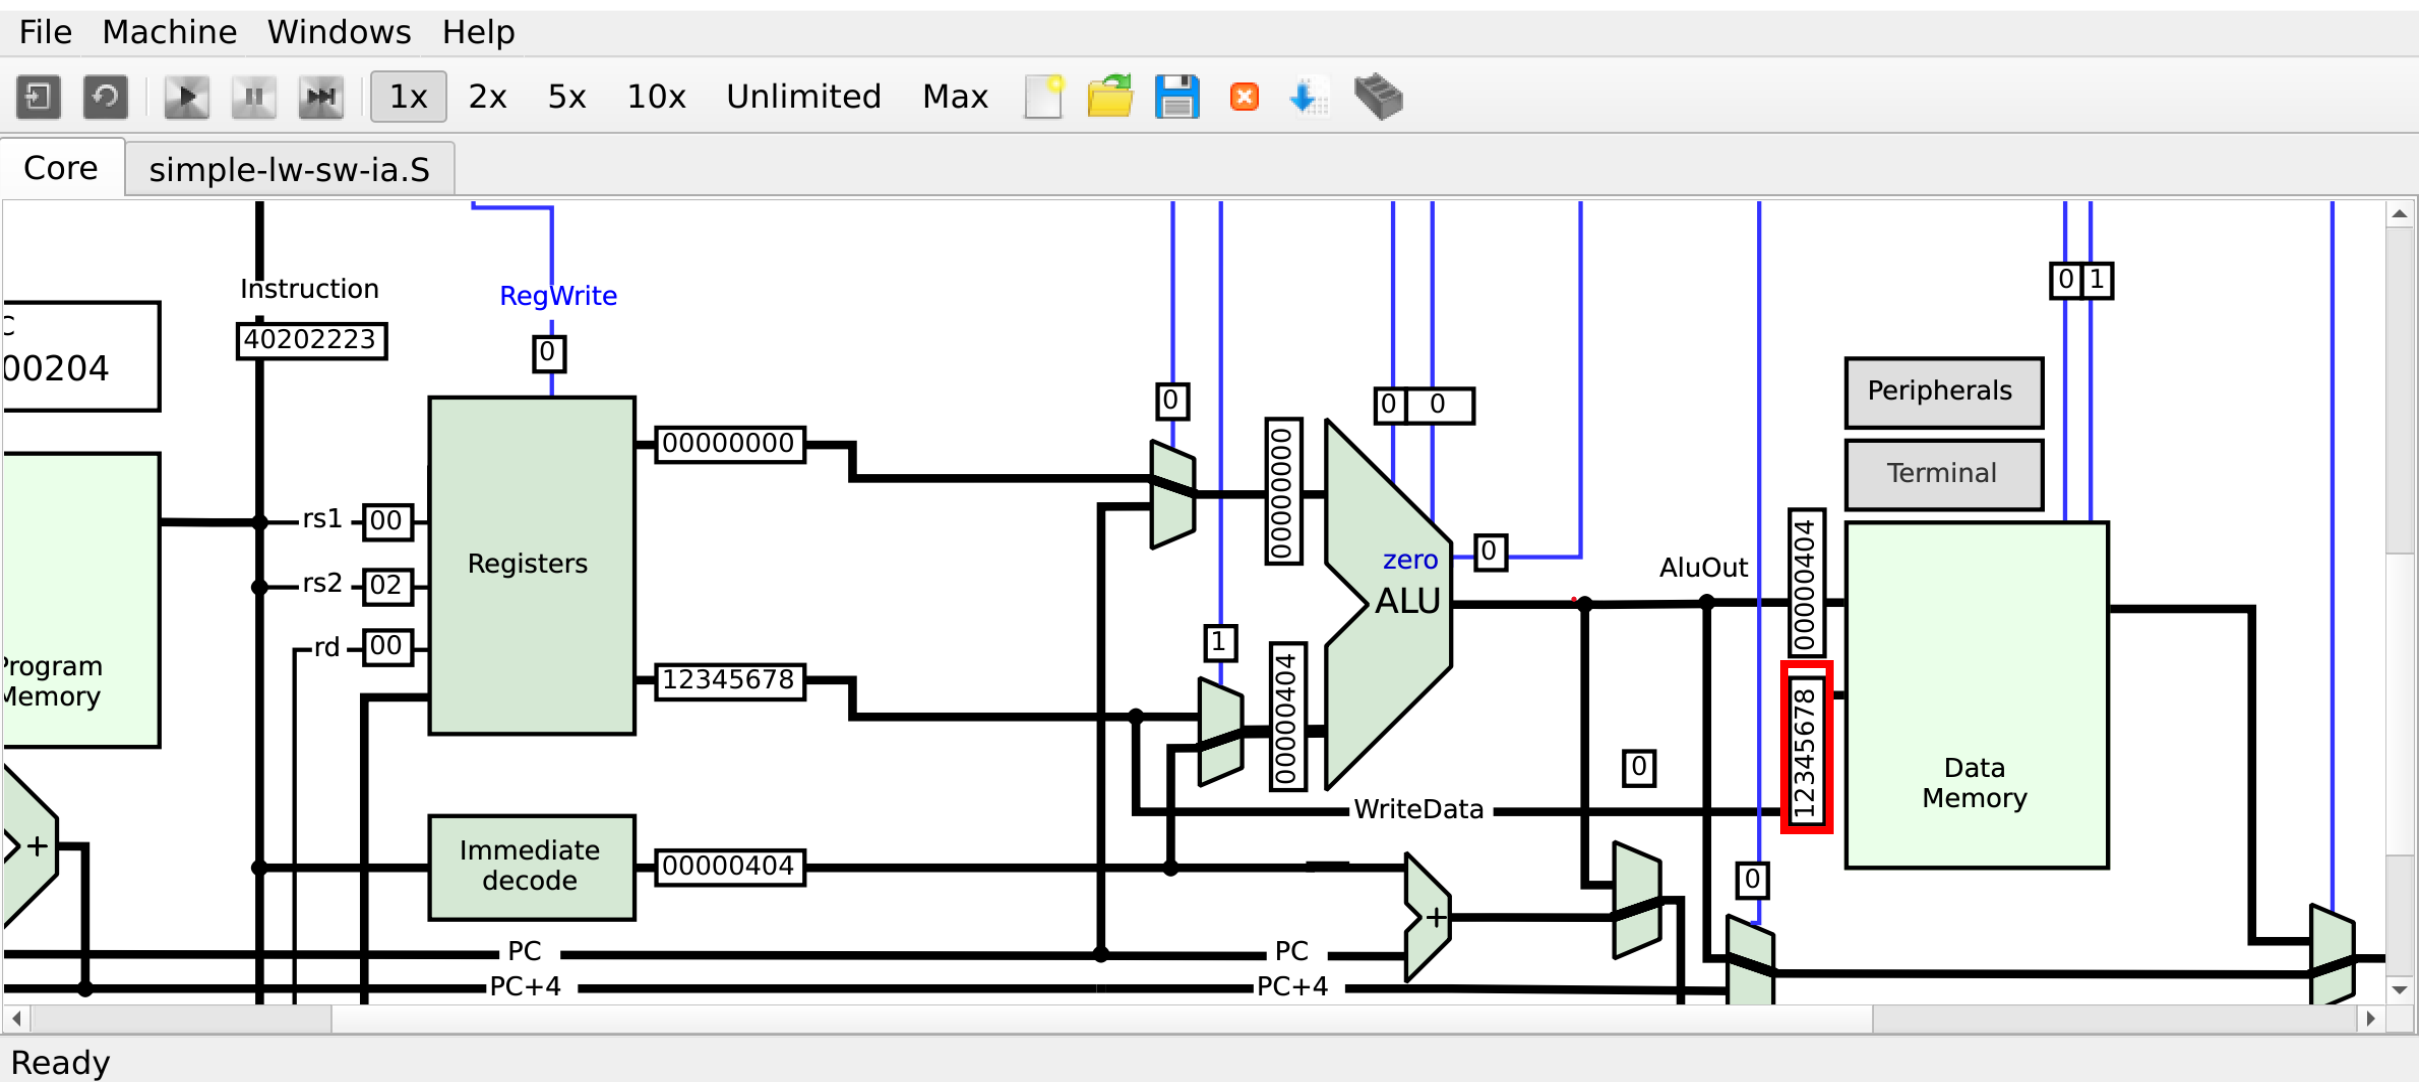 File Machine Windows Help
1x 2x 5x 10x Unlimited Max
Core simple-lw-sw-ia.S
Instruction
40202223
RegWrite
0
C
00204
Program
Memory
+
rs1 00
rs2 02
rd 00
Registers
00000000
12345678
Immediate
decode
00000404
0
1
00000000
00000404
0 0
zero
ALU
0
AluOut
00000404
12345678
WriteData
0
0
+
0 1
Peripherals
Terminal
Data
Memory
PC PC
PC+4 PC+4
Ready